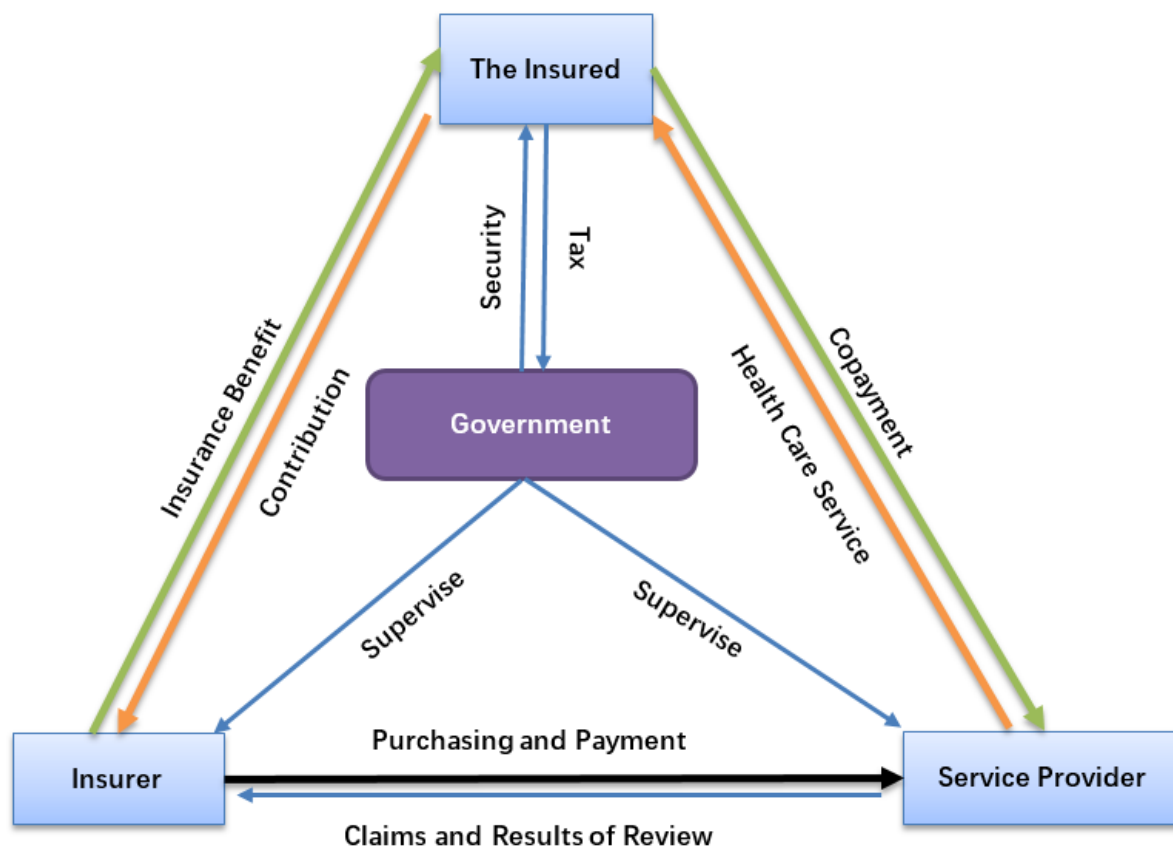 The Insured
Security
Tax
Insurance Benefit
Contribution
Copayment
Health Care Service
Government
Supervise
Supervise
Purchasing and Payment
Insurer
Service Provider
Claims and Results of Review